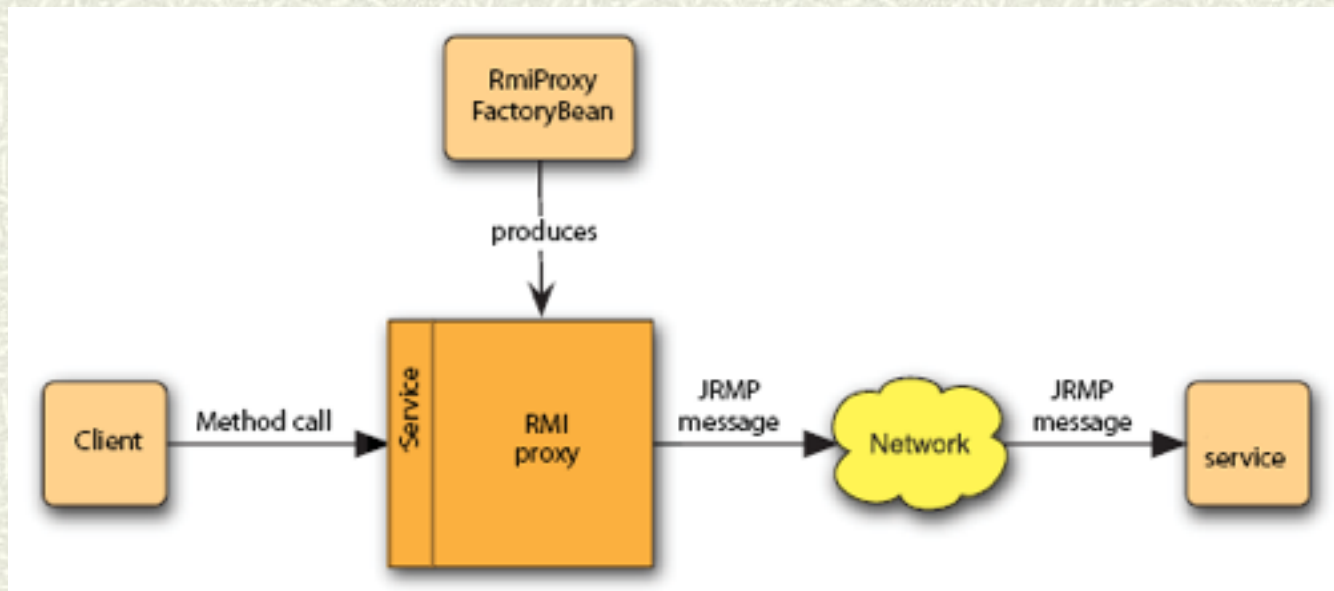 RmiProxy
FactoryBean
produces
Client
Method call
Service
RMI
proxy
JRMP
message
Network
JRMP
message
service